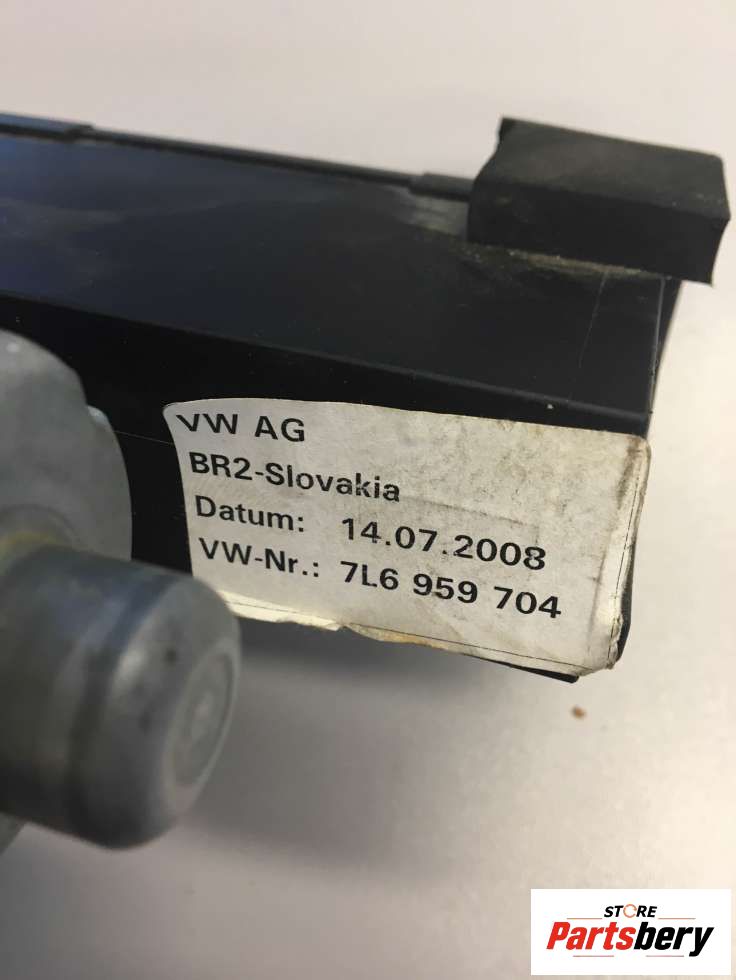 VW AG
BR2-Slovakia
Datum: 14.07.2008
VW-Nr.: 7L6 959 704
STORE
Partsbery